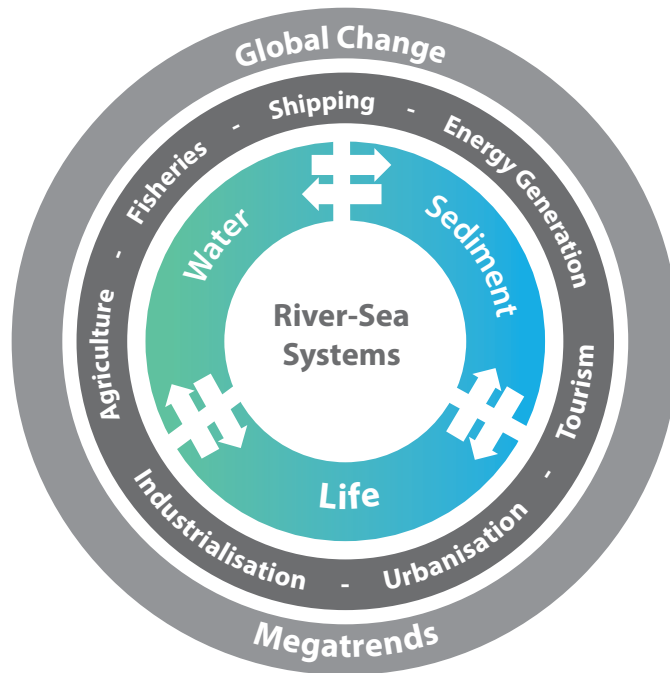 Global Change
Agriculture - Fisheries - Shipping - Energy Generation
Tourism - Urbanisation - Industrialisation
Water
Sediment
Life
River-Sea
Systems
Megatrends